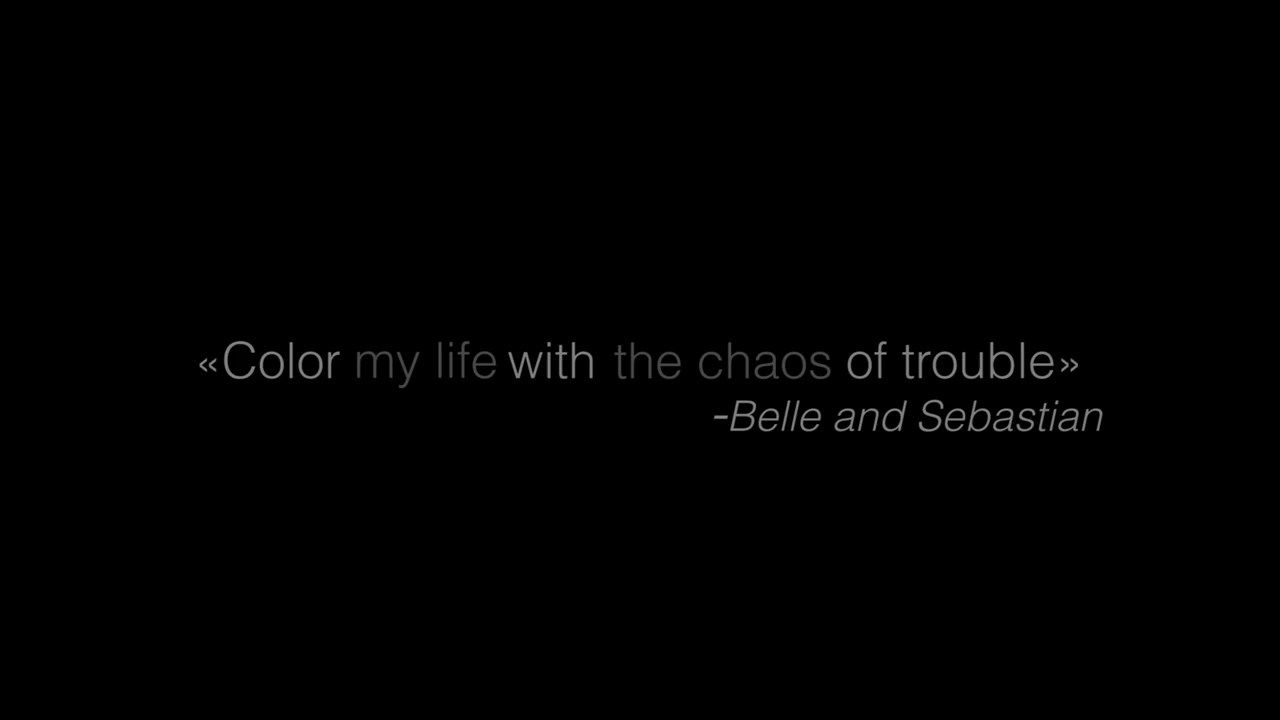 «Color my life with the chaos of trouble»
-Belle and Sebastian